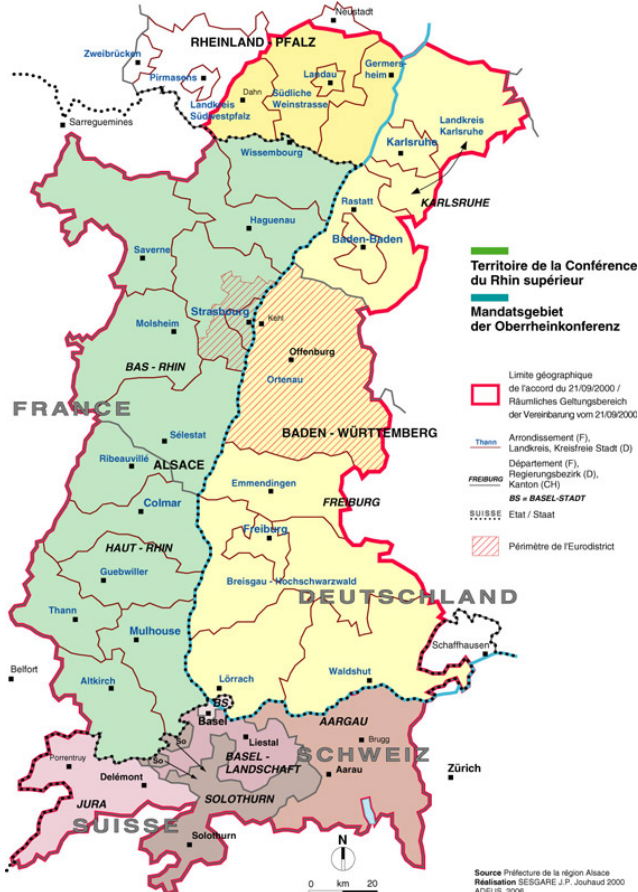 Neustadt
RHEINLAND - PFALZ
Zweibrücken
Pirmasens
Landau
Germers-
heim
Dahn
Südliche
Weinstrasse
Landkreis
Südwestpfalz
Landkreis
Karlsruhe
Sarreguemines
Wissembourg
Karlsruhe
KARLSRUHE
Rastatt
Haguenau
Baden-Baden
Saverne
Strasbourg
Kehl
Molsheim
Offenburg
BAS - RHIN
Ortenau
FRANCE
BADEN - WÜRTTEMBERG
Sélestat
Ribeauvillé
ALSACE
Emmendingen
Colmar
FREIBURG
Freiburg
HAUT - RHIN
Guebwiller
Breisgau - Hochschwarzwald
DEUTSCHLAND
Thann
Mulhouse
Schaffhausen
Belfort
Altkirch
Lörrach
Waldshut
BS
Basel
AARGAU
So
Liestal
Brugg
SCHWEIZ
Porrentruy
So
BASEL -
LANDSCHAFT
Delémont
Aarau
Zürich
JURA
SOLOTHURN
SUISSE
Solothurn
N
0 km 20
Territoire de la Conférence
du Rhin supérieur
Mandatsgebiet
der Oberrheinkonferenz
Limite géographique
de l'accord du 21/09/2000 /
Räumliches Geltungsbereich
der Vereinbarung vom 21/09/2000
Thann
Arrondissement (F),
Landkreis, Kreisfreie Stadt (D)
FREIBURG
Département (F),
Regierungsbezirk (D),
Kanton (CH)
BS = BASEL-STADT
SUISSE
Etat / Staat
Périmètre de l'Eurodistrict
Source Préfecture de la région Alsace
Réalisation SESGARE J.P. Jouhaud 2000
ADEUS, 2006